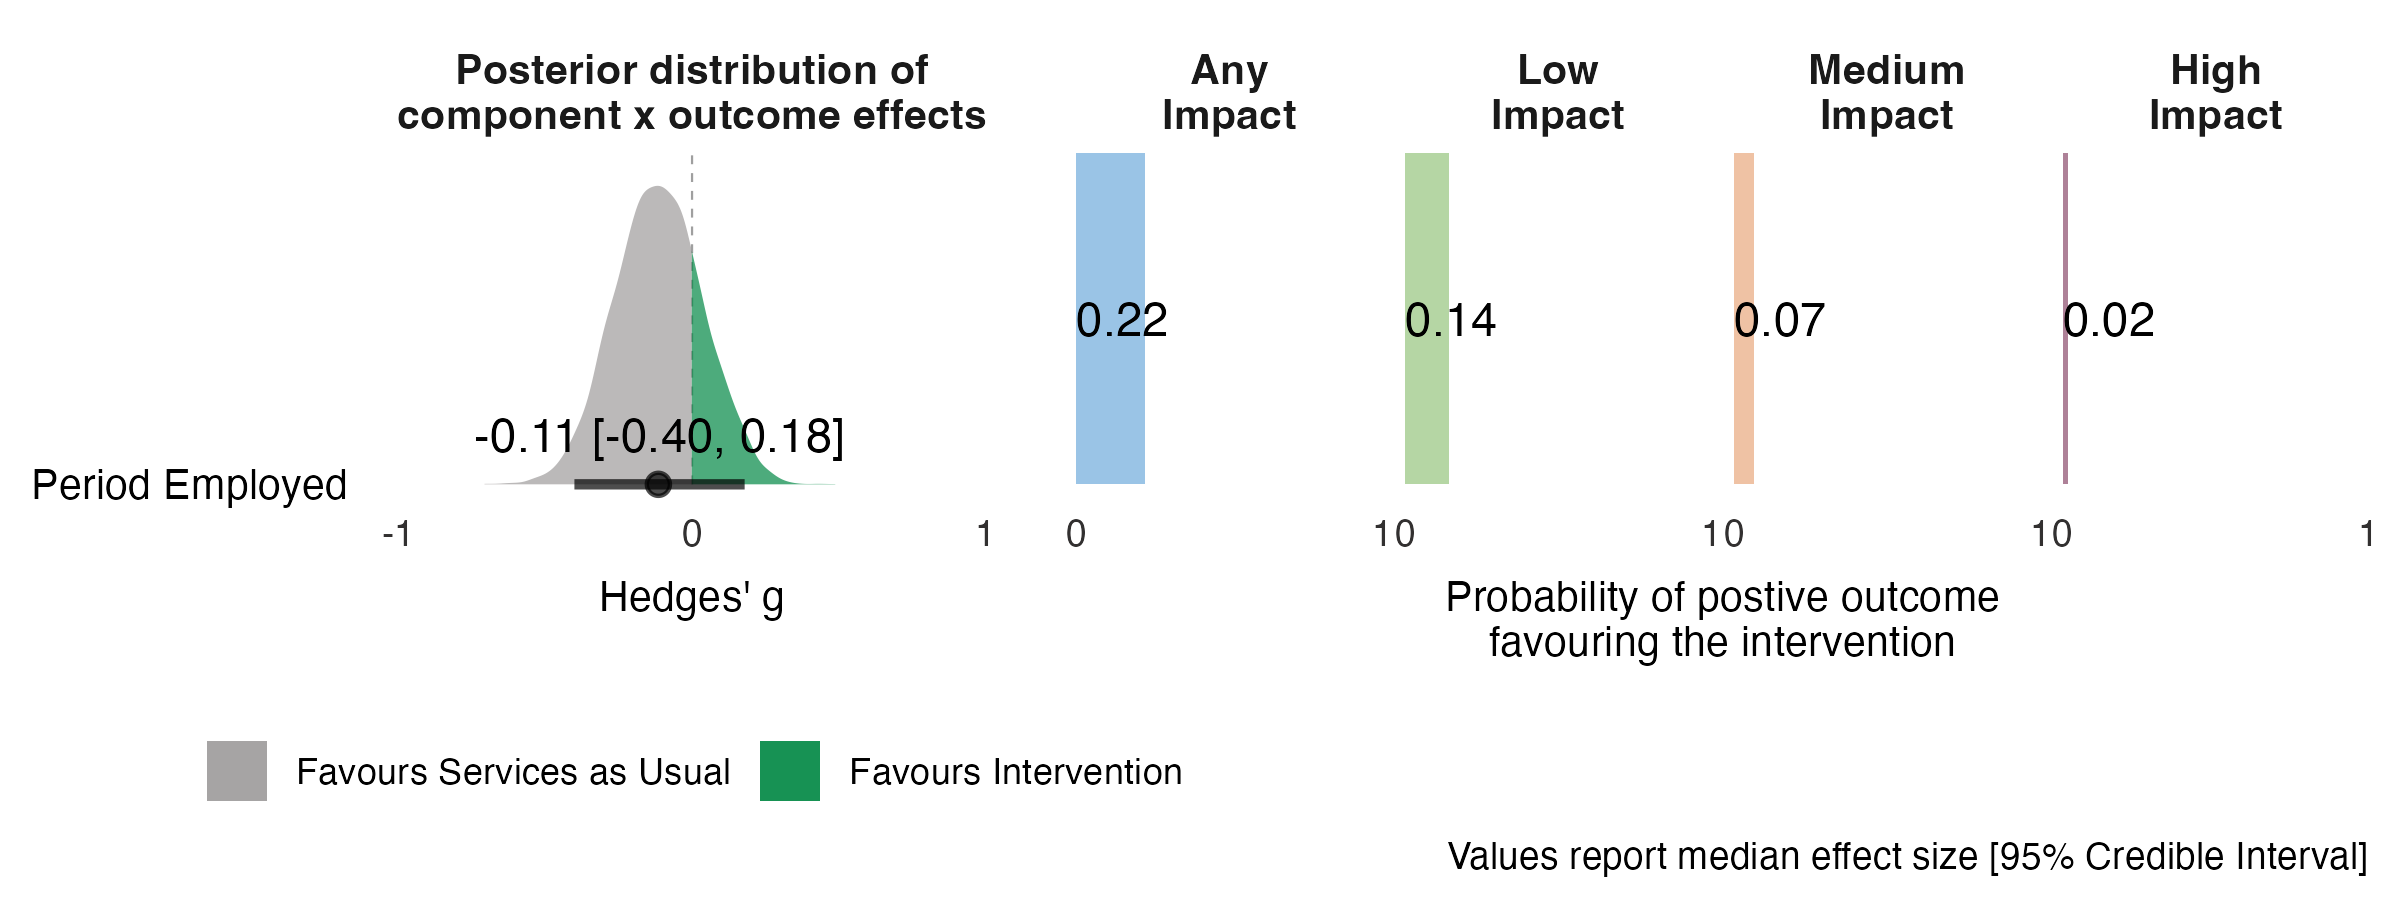 Posterior distribution of
component x outcome effects
Any
Impact
Low
Impact
Medium
Impact
High
Impact
-0.11 [-0.40, 0.18]
0.22
0.14
0.07
0.02
Period Employed
-1 0 1 0 10 10 10 1
Hedges' g
Probability of postive outcome
favouring the intervention
Favours Services as Usual
Favours Intervention
Values report median effect size [95% Credible Interval]